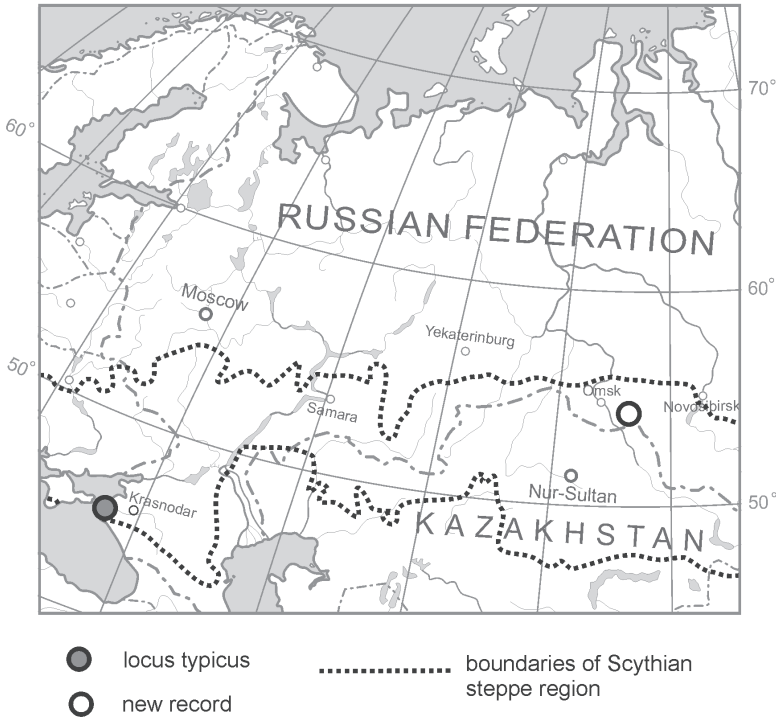 70°
60°
RUSSIAN FEDERATION
60°
Moscow
Yekaterinburg
50°
Omsk
Novosibirsk
Samara
Nur-Sultan
50°
Krasnodar
KAZAKHSTAN
locus typicus
new record
boundaries of Scythian
steppe region